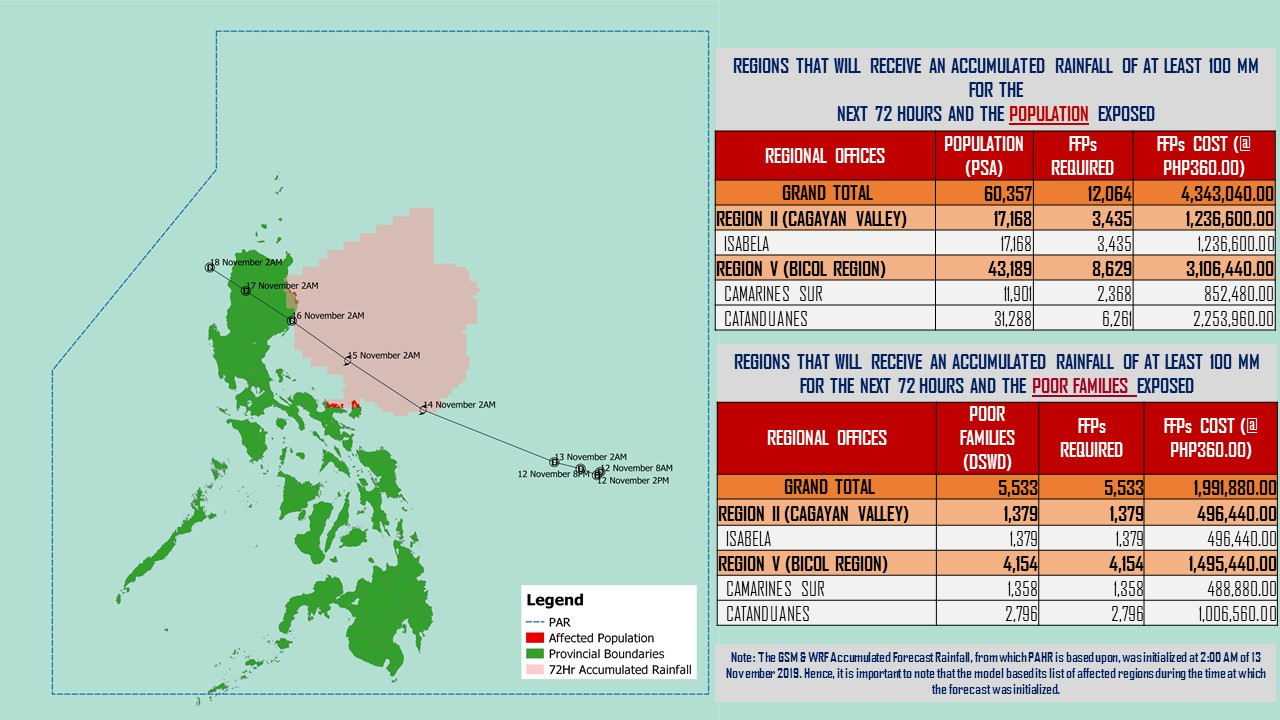 18 November 2AM
17 November 2AM
16 November 2AM
15 November 2AM
14 November 2AM
13 November 2AM
12 November 8AM
12 November 8PM
12 November 2PM
Legend
PAR
Affected Population
Provincial Boundaries
72Hr Accumulated Rainfall
REGIONS THAT WILL RECEIVE AN ACCUMULATED RAINFALL OF AT LEAST 100 MM
FOR THE
NEXT 72 HOURS AND THE POPULATION EXPOSED
REGIONAL OFFICES POPULATION (PSA) FFPs REQUIRED FFPs COST (@ PHP360.00)
GRAND TOTAL 60,357 12,064 4,343,040.00
REGION II (CAGAYAN VALLEY) 17,168 3,435 1,236,600.00
ISABELA 17,168 3,435 1,236,600.00
REGION V (BICOL REGION) 43,189 8,629 3,106,440.00
CAMARINES SUR 11,901 2,368 852,480.00
CATANDUANES 31,288 6,261 2,253,960.00
REGIONS THAT WILL RECEIVE AN ACCUMULATED RAINFALL OF AT LEAST 100 MM
FOR THE NEXT 72 HOURS AND THE POOR FAMILIES EXPOSED
REGIONAL OFFICES POOR FAMILIES (DSWD) FFPs REQUIRED FFPs COST (@ PHP360.00)
GRAND TOTAL 5,533 5,533 1,991,880.00
REGION II (CAGAYAN VALLEY) 1,379 1,379 496,440.00
ISABELA 1,379 1,379 496,440.00
REGION V (BICOL REGION) 4,154 4,154 1,495,440.00
CAMARINES SUR 1,358 1,358 488,880.00
CATANDUANES 2,796 2,796 1,006,560.00
Note: The GSM & WRF Accumulated Forecast Rainfall, from which PAHR is based upon, was initialized at 2:00 AM of 13
November 2019. Hence, it is important to note that the model based its list of affected regions during the time at which
the forecast was initialized.